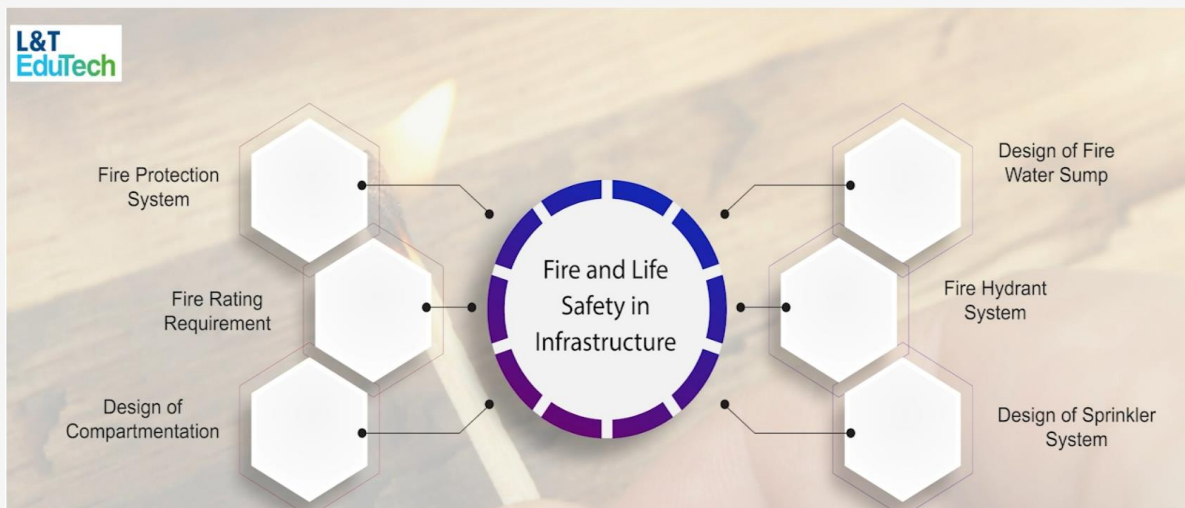 L&T
EduTech
Fire Protection
System
Fire Rating
Requirement
Design of
Compartmentation
Fire and Life
Safety in
Infrastructure
Design of Fire
Water Sump
Fire Hydrant
System
Design of Sprinkler
System